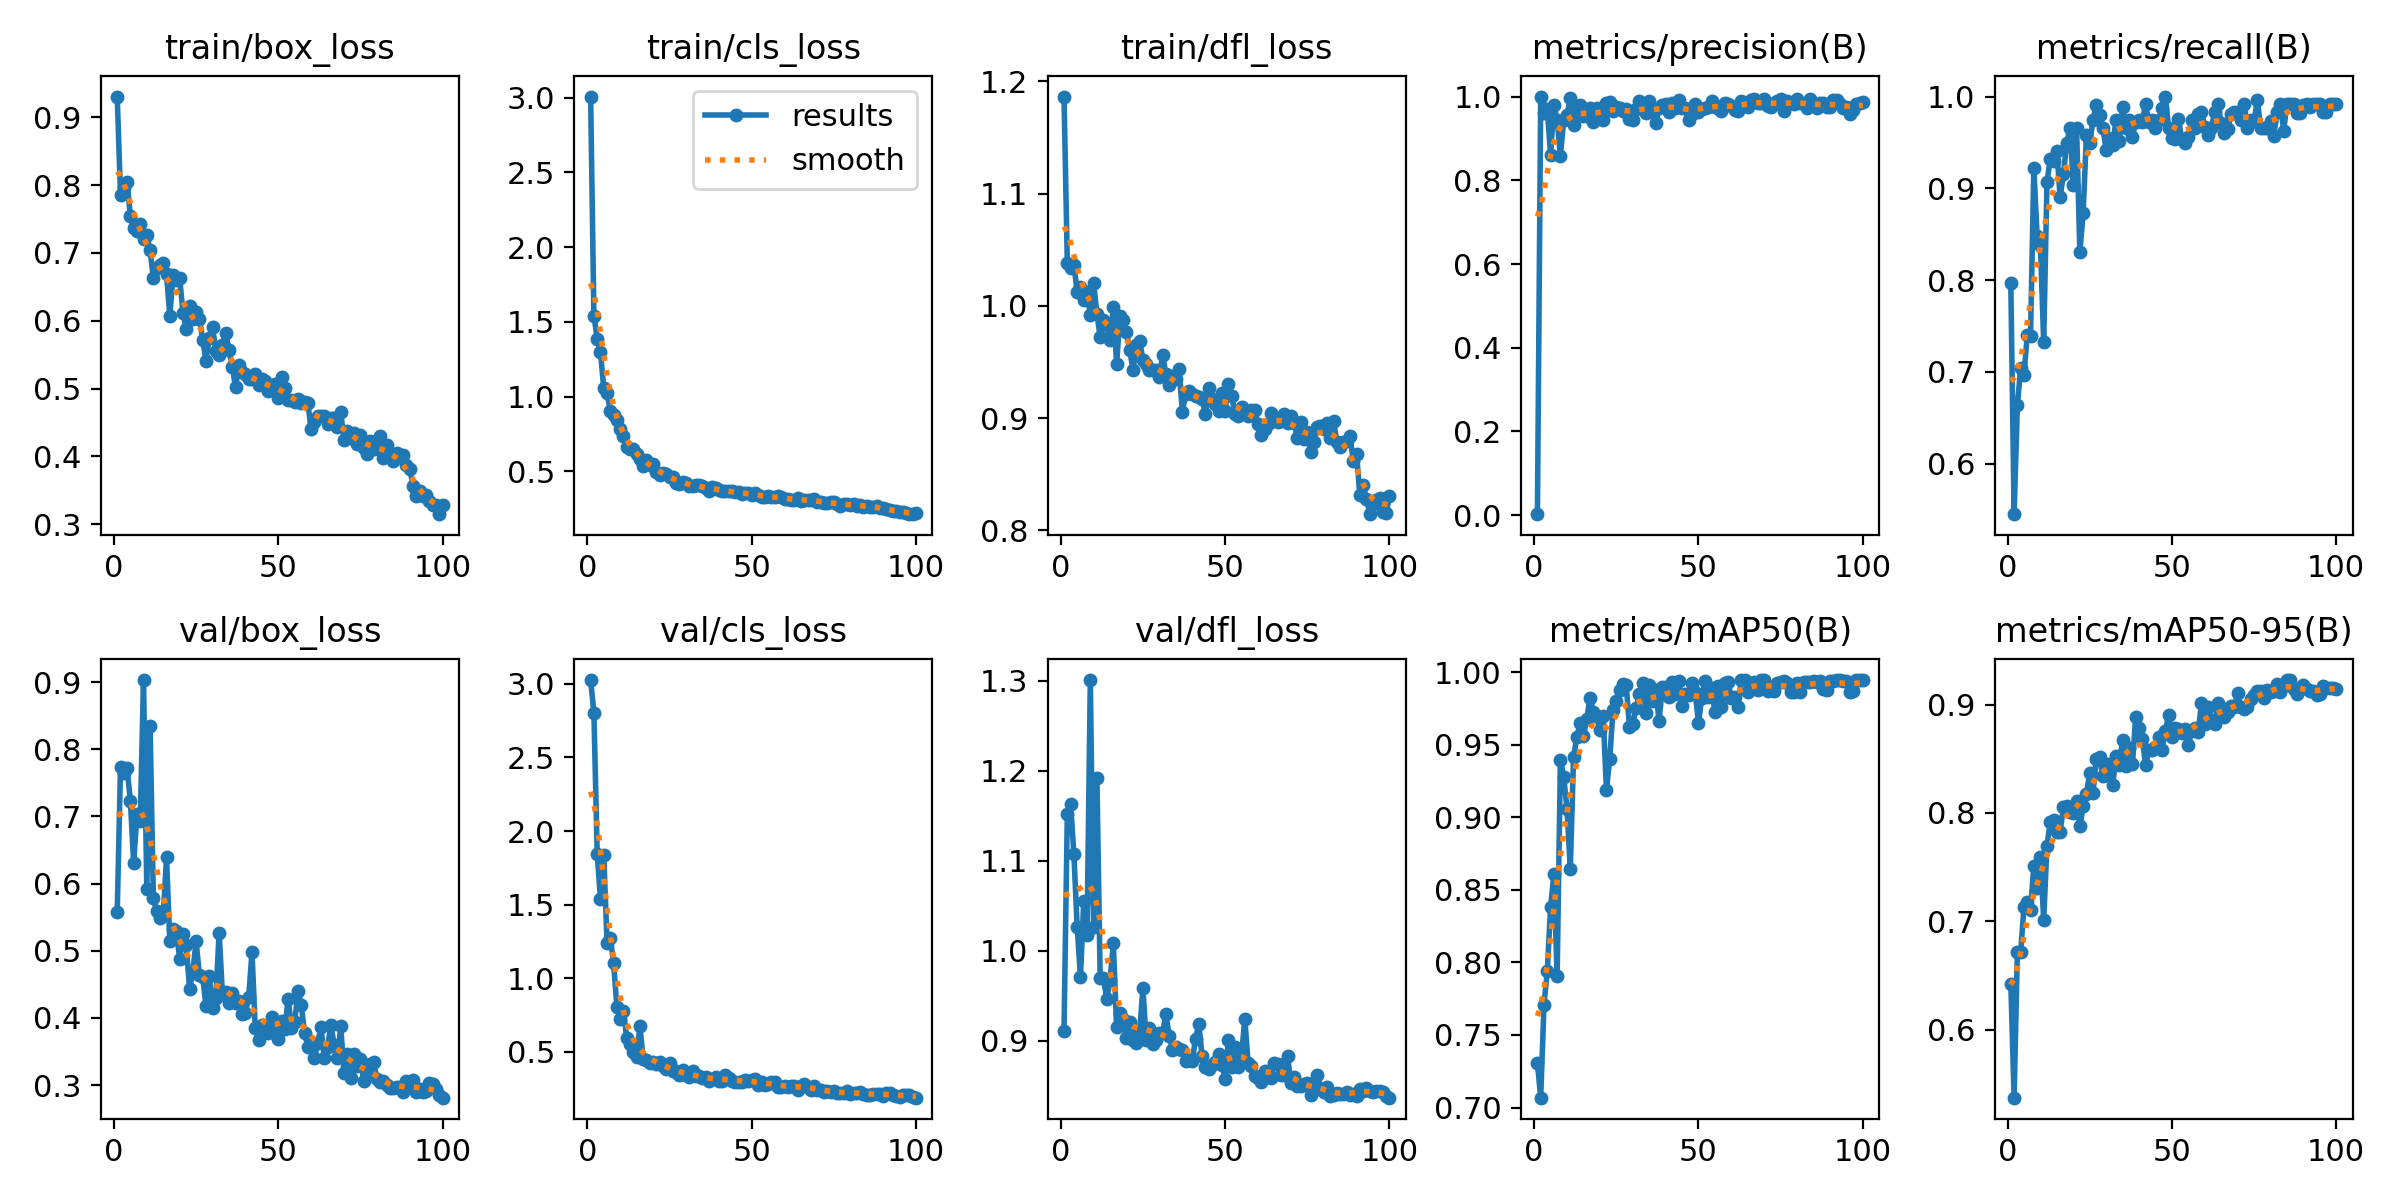 train/box_loss
0.9
0.8
0.7
0.6
0.5
0.4
0.3
0 50 100
train/cls_loss
results
smooth
3.0
2.5
2.0
1.5
1.0
0.5
0 50 100
train/dfl_loss
1.2
1.1
1.0
0.9
0.8
0 50 100
metrics/precision(B)
1.0
0.8
0.6
0.4
0.2
0.0
0 50 100
metrics/recall(B)
1.0
0.9
0.8
0.7
0.6
0 50 100
val/box_loss
0.9
0.8
0.7
0.6
0.5
0.4
0.3
0 50 100
val/cls_loss
3.0
2.5
2.0
1.5
1.0
0.5
0 50 100
val/dfl_loss
1.3
1.2
1.1
1.0
0.9
0 50 100
metrics/mAP50(B)
1.00
0.95
0.90
0.85
0.80
0.75
0.70
0 50 100
metrics/mAP50-95(B)
0.9
0.8
0.7
0.6
0 50 100